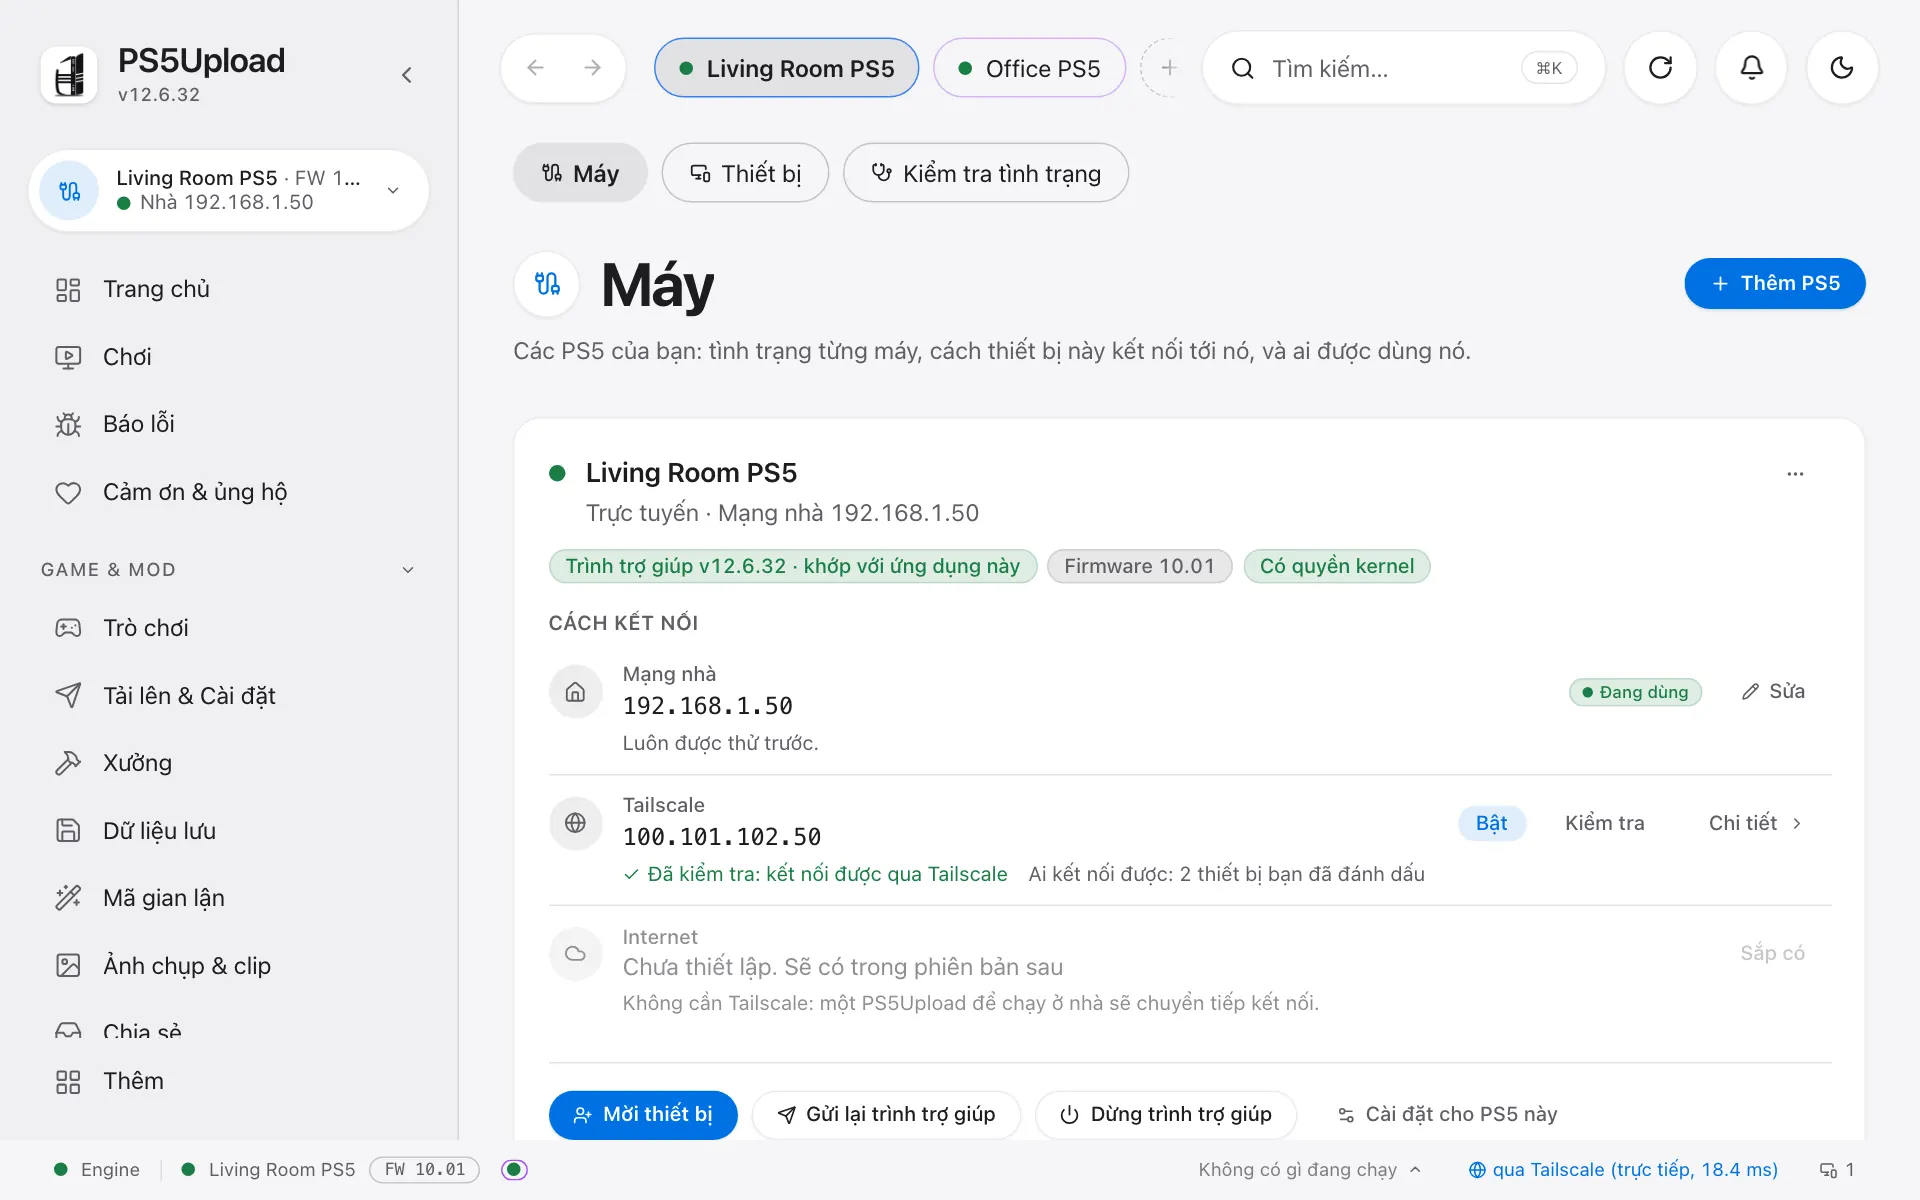 PS5Upload
v12.6.32
Living Room PS5 · FW 1...
Nhà 192.168.1.50
Trang chủ
Chơi
Báo lỗi
Cảm ơn & ủng hộ
GAME & MOD
Trò chơi
Tải lên & Cài đặt
Xưởng
Dữ liệu lưu
Mã gian lận
Ảnh chụp & clip
Chia sẻ
Thêm
Living Room PS5
Office PS5
Tìm kiếm...
⌘K
Máy
Thiết bị
Kiểm tra tình trạng
Máy
Thêm PS5
Các PS5 của bạn: tình trạng từng máy, cách thiết bị này kết nối tới nó, và ai được dùng nó.
Living Room PS5
Trực tuyến · Mạng nhà 192.168.1.50
Trình trợ giúp v12.6.32 · khớp với ứng dụng này
Firmware 10.01
Có quyền kernel
CÁCH KẾT NỐI
Mạng nhà
192.168.1.50
Luôn được thử trước.
Đang dùng
Sửa
Tailscale
100.101.102.50
Đã kiểm tra: kết nối được qua Tailscale
Ai kết nối được: 2 thiết bị bạn đã đánh dấu
Bật
Kiểm tra
Chi tiết
Internet
Chưa thiết lập. Sẽ có trong phiên bản sau
Không cần Tailscale: một PS5Upload để chạy ở nhà sẽ chuyển tiếp kết nối.
Sắp có
Mời thiết bị
Gửi lại trình trợ giúp
Dừng trình trợ giúp
Cài đặt cho PS5 này
Engine
Living Room PS5
FW 10.01
Không có gì đang chạy
qua Tailscale (trực tiếp, 18.4 ms)
1